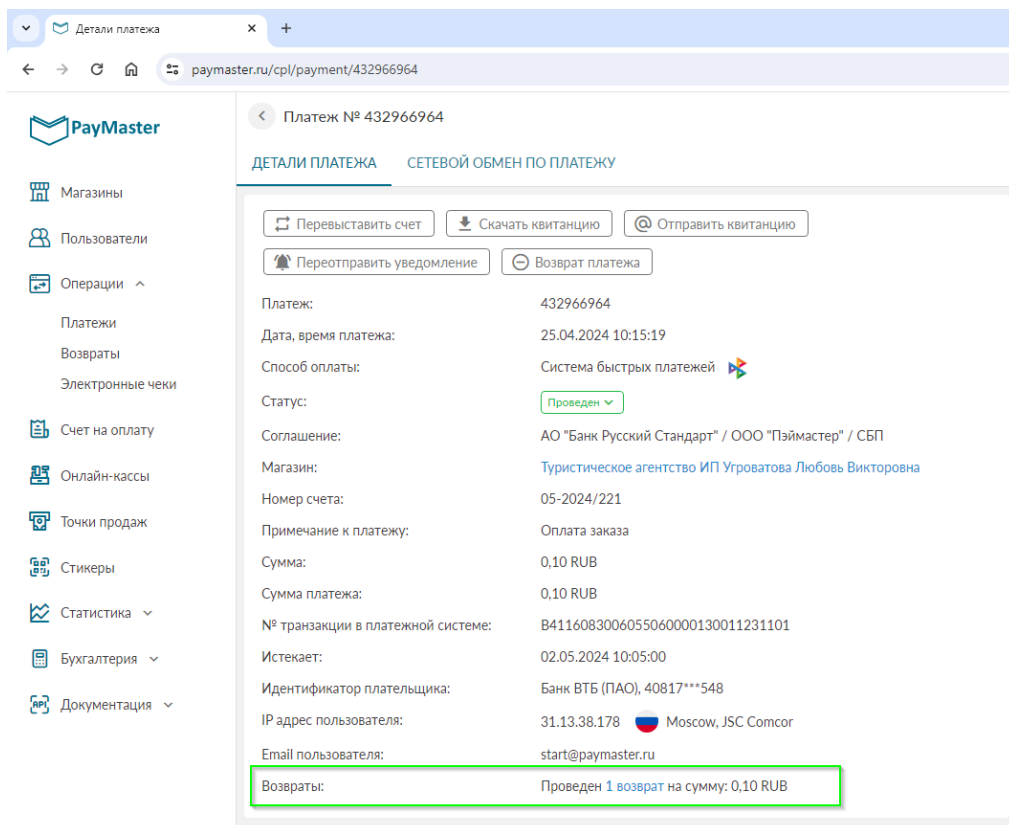 Детали платежа
paymaster.ru/cpl/payment/432966964
PayMaster
Магазины
Пользователи
Операции
Платежи
Возвраты
Электронные чеки
Счет на оплату
Онлайн-кассы
Точки продаж
Стикеры
Статистика
Бухгалтерия
API Документация
Платеж № 432966964
ДЕТАЛИ ПЛАТЕЖА СЕТЕВОЙ ОБМЕН ПО ПЛАТЕЖУ
Перевыставить счет Скачать квитанцию Отправить квитанцию
Переотправить уведомление Возврат платежа
Платеж: 432966964
Дата, время платежа: 25.04.2024 10:15:19
Способ оплаты: Система быстрых платежей
Статус: Проведен
Соглашение: АО "Банк Русский Стандарт" / ООО "Пэймастер" / СБП
Магазин: Туристическое агентство ИП Угроватова Любовь Викторовна
Номер счета: 05-2024/221
Примечание к платежу: Оплата заказа
Сумма: 0,10 RUB
Сумма платежа: 0,10 RUB
№ транзакции в платежной системе: B4116083006055060000130011231101
Истекает: 02.05.2024 10:05:00
Идентификатор плательщика: Банк ВТБ (ПАО), 40817***548
IP адрес пользователя: 31.13.38.178 Moscow, JSC Comcor
Email пользователя: start@paymaster.ru
Возвраты: Проведен 1 возврат на сумму: 0,10 RUB